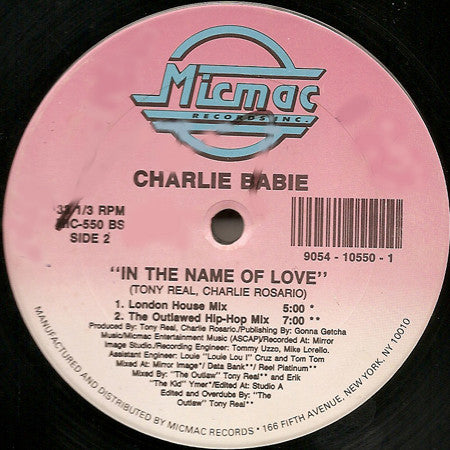 Micmac
RECORDS INC.
CHARLIE BABIE
33 1/3 RPM
MIC-550 BS
SIDE 2
9054 - 10550 - 1
"IN THE NAME OF LOVE"
(TONY REAL, CHARLIE ROSARIO)
1. London House Mix 5:00 *
2. The Outlawed Hip-Hop Mix 7:00 **
Produced By: Tony Real, Charlie Rosario./Publishing By: Gonna Getcha
Music/Micmac Entertainment Music (ASCAP)/Recorded At: Mirror
Image Studio/Recording Engineer: Tommy Uzzo, Mike Lorello.
Assistant Engineer: Louie "Louie Lou I" Cruz and Tom Tom
Mixed At: Mirror Image*/ Data Bank**/ Reel Platinum**
Mixed By: "The Outlaw" Tony Real** and Erik
"The Kid" Ymer*/Edited At: Studio A
Edited and Overdubs By: "The
Outlaw" Tony Real**
MANUFACTURED AND DISTRIBUTED BY MICMAC RECORDS • 166 FIFTH AVENUE, NEW YORK, NY 10010